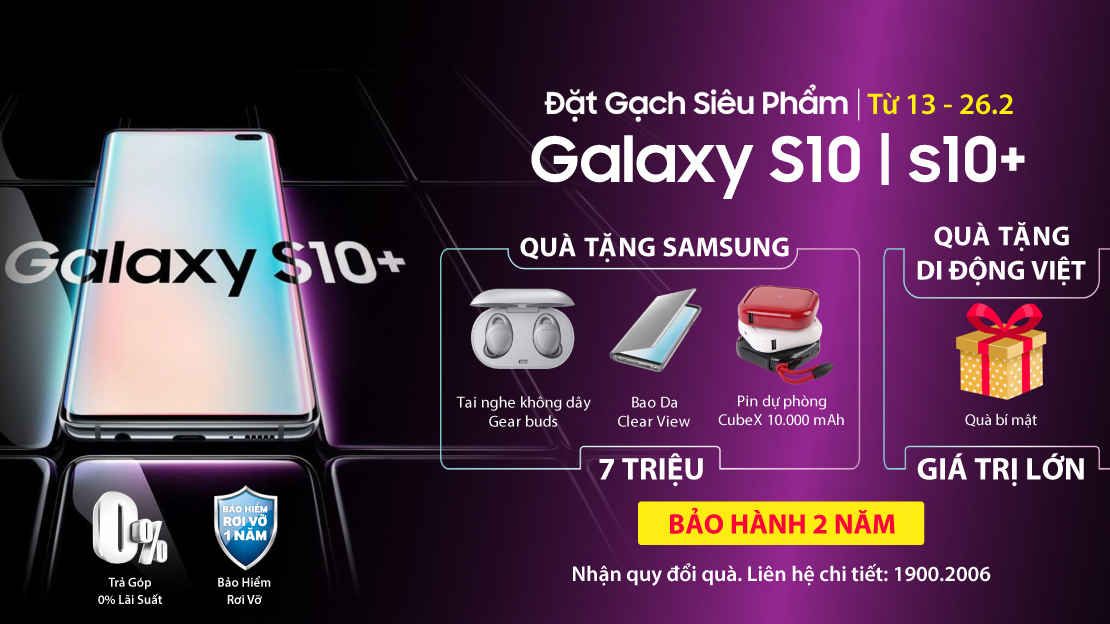 Đặt Gạch Siêu Phẩm | Từ 13 - 26.2
Galaxy S10 | s10+
Galaxy S10+
QUÀ TẶNG SAMSUNG
Tai nghe không dây
Gear buds
Bao Da
Clear View
Pin dự phòng
CubeX 10.000 mAh
7 TRIỆU
QUÀ TẶNG
DI ĐỘNG VIỆT
Quà bí mật
GIÁ TRỊ LỚN
0%
Trả Góp
0% Lãi Suất
BẢO HIỂM
RƠI VỠ
1 NĂM
Bảo Hiểm
Rơi Vỡ
BẢO HÀNH 2 NĂM
Nhận quy đổi quà. Liên hệ chi tiết: 1900.2006